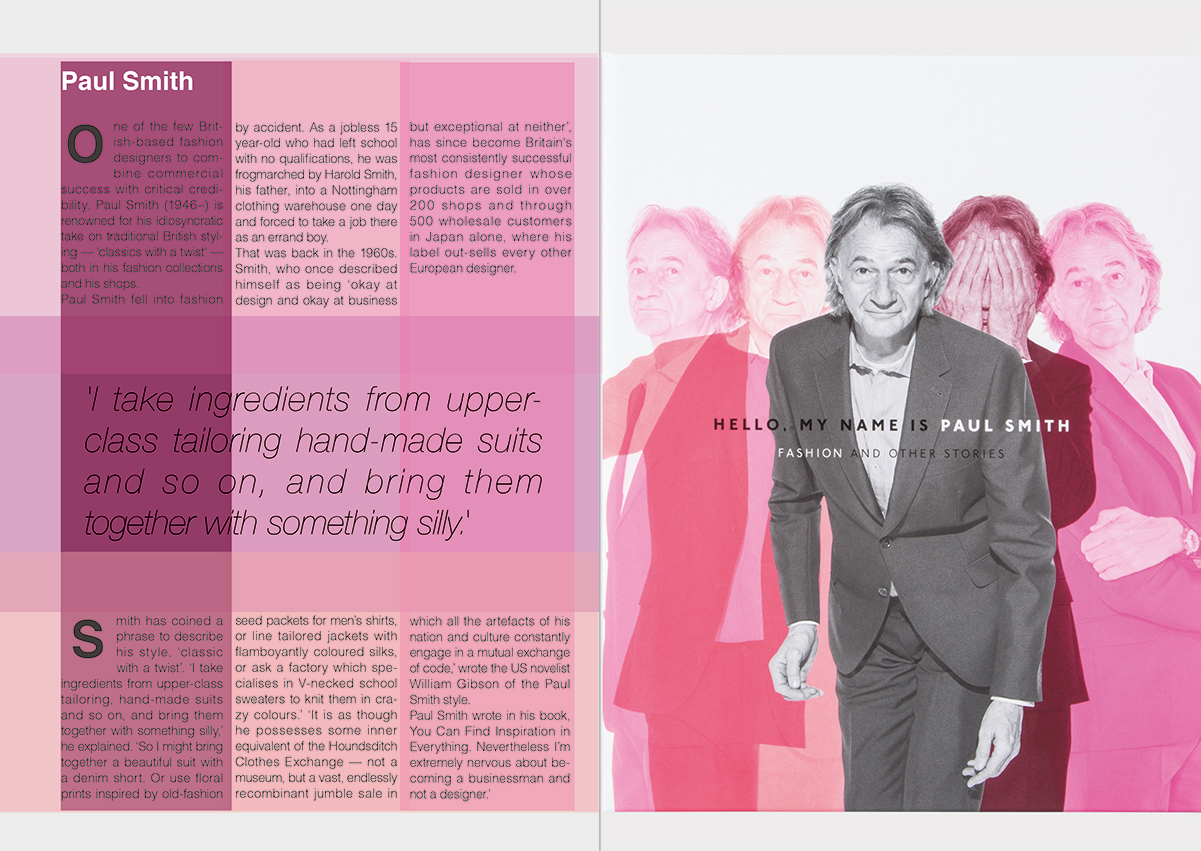 Paul Smith
One of the few Brit-
ish-based fashion
designers to com-
bine commercial
success with critical credi-
bility, Paul Smith (1946–) is
renowned for his idiosyncratic
take on traditional British styl-
ing — 'classics with a twist' —
both in his fashion collections
and his shops.
Paul Smith fell into fashion
by accident. As a jobless 15
year-old who had left school
with no qualifications, he was
frogmarched by Harold Smith,
his father, into a Nottingham
clothing warehouse one day
and forced to take a job there
as an errand boy.
That was back in the 1960s.
Smith, who once described
himself as being 'okay at
design and okay at business
but exceptional at neither',
has since become Britain's
most consistently successful
fashion designer whose
products are sold in over
200 shops and through
500 wholesale customers
in Japan alone, where his
label out-sells every other
European designer.
'I take ingredients from upper-
class tailoring hand-made suits
and so on, and bring them
together with something silly.'
Smith has coined a
phrase to describe
his style, 'classic
with a twist'. 'I take
ingredients from upper-class
tailoring, hand-made suits
and so on, and bring them
together with something silly,'
he explained. 'So I might bring
together a beautiful suit with
a denim short. Or use floral
prints inspired by old-fashion
seed packets for men's shirts,
or line tailored jackets with
flamboyantly coloured silks,
or ask a factory which spe-
cialises in V-necked school
sweaters to knit them in cra-
zy colours.' 'It is as though
he possesses some inner
equivalent of the Houndsditch
Clothes Exchange — not a
museum, but a vast, endlessly
recombinant jumble sale in
which all the artefacts of his
nation and culture constantly
engage in a mutual exchange
of code,' wrote the US novelist
William Gibson of the Paul
Smith style.
Paul Smith wrote in his book,
You Can Find Inspiration in
Everything. Nevertheless I'm
extremely nervous about be-
coming a businessman and
not a designer.'
HELLO, MY NAME IS PAUL SMITH
FASHION AND OTHER STORIES